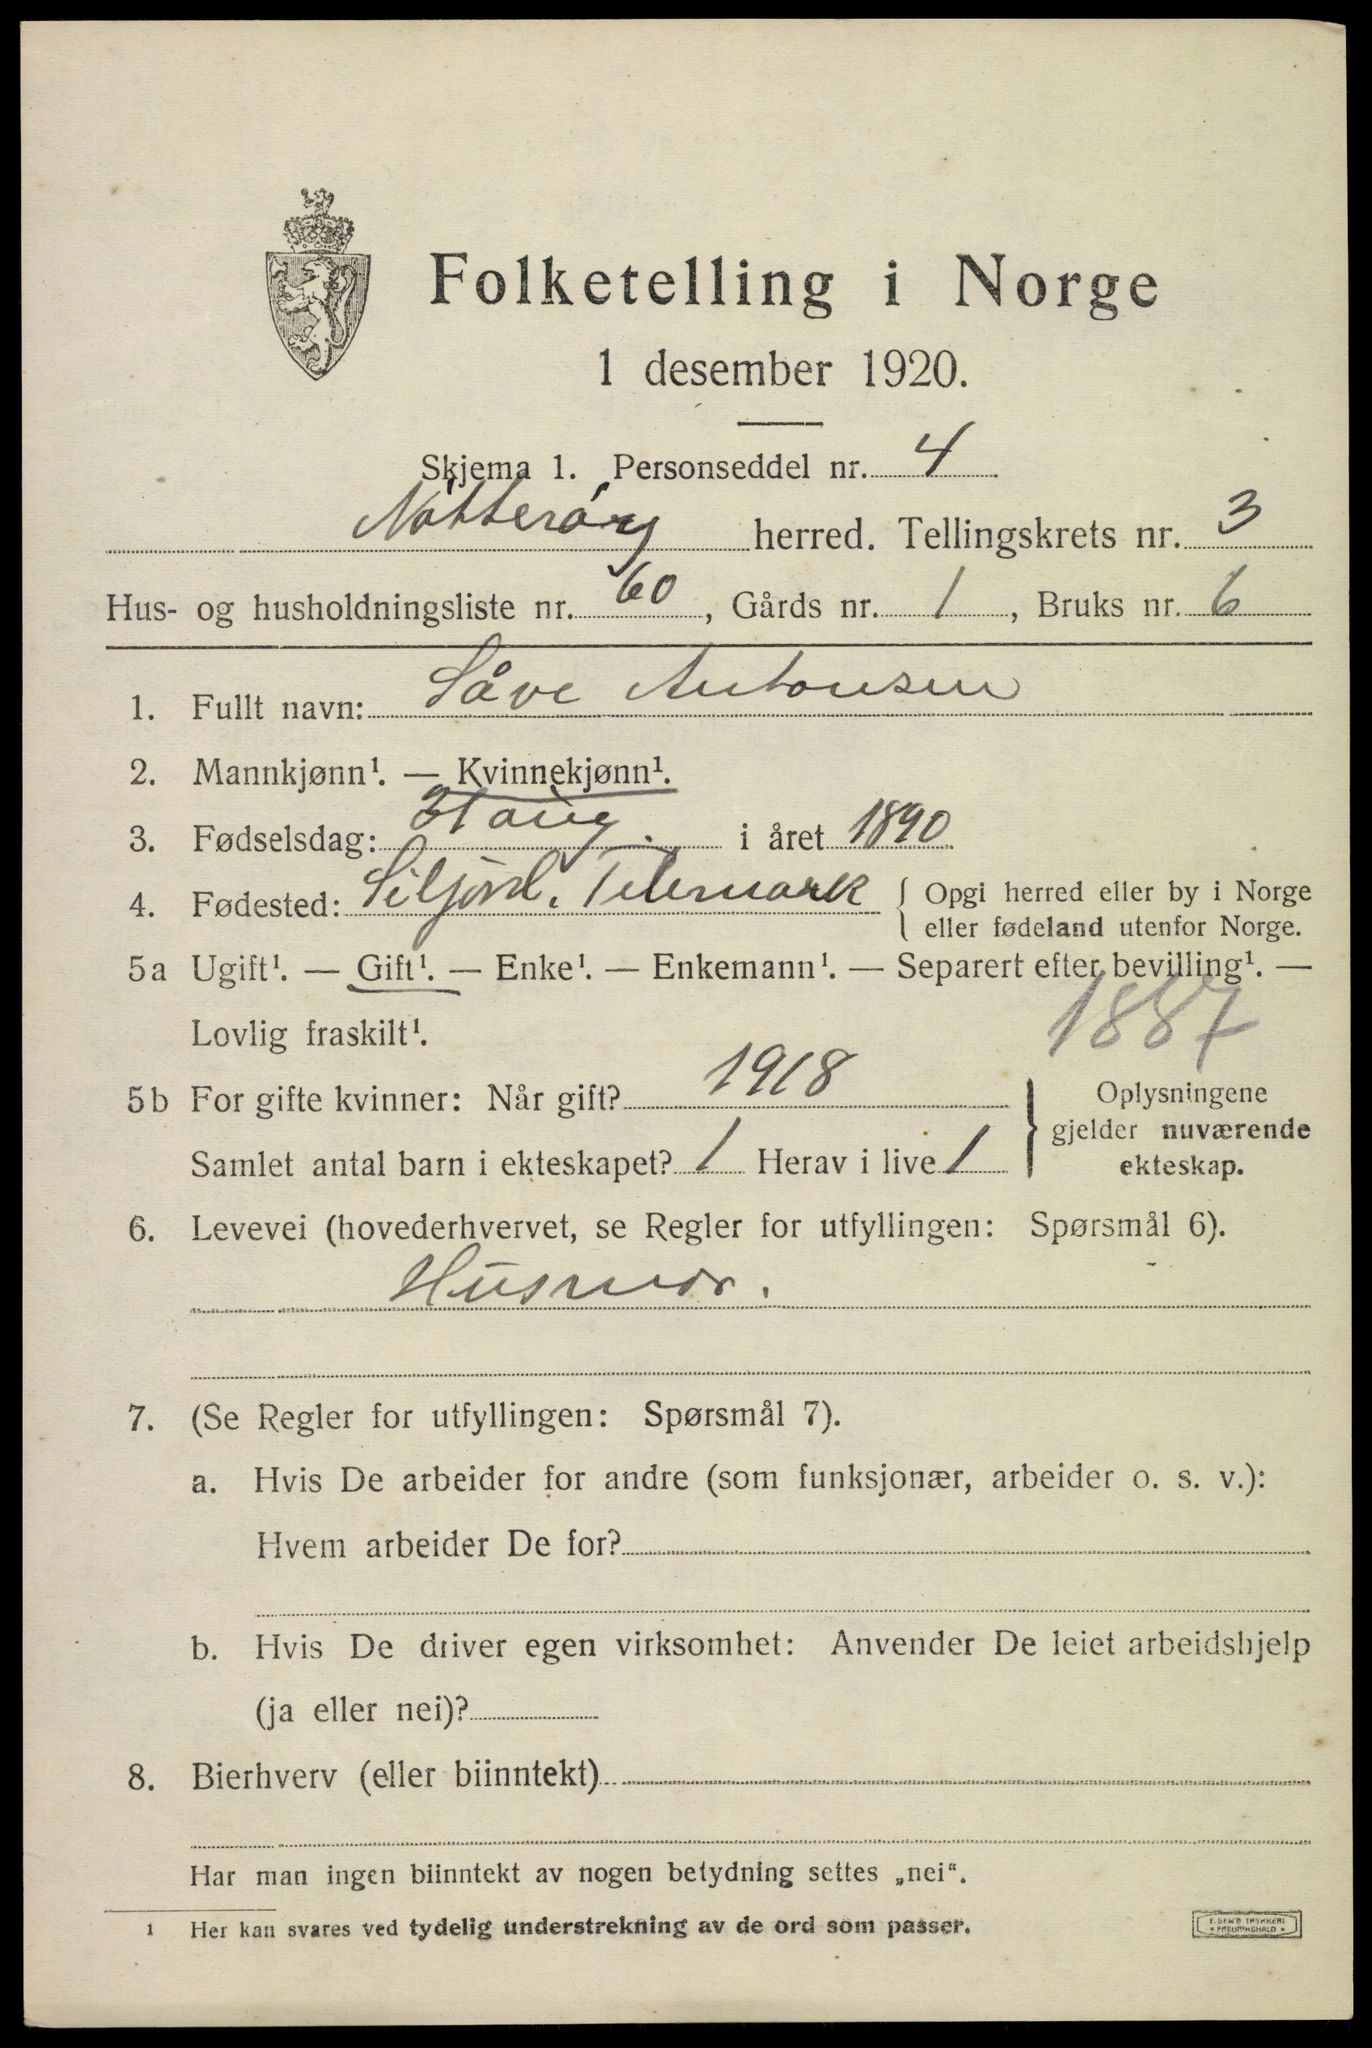 Folketelling i Norge
1 desember 1920.
Skjema 1. Personseddel nr. 4
Nøtterøy herred. Tellingskrets nr. 3
Hus- og husholdningsliste nr. 60, Gårds nr. 1, Bruks nr. 6
1. Fullt navn: Såve Antonsen
2. Mannkjønn¹. — Kvinnekjønn¹.
3. Fødselsdag: aug. i året 1890
4. Fødested: Siljord. Telemark { Opgi herred eller by i Norge
eller fødeland utenfor Norge.
5a Ugift¹. — Gift¹. — Enke¹. — Enkemann¹. — Separert efter bevilling¹. —
Lovlig fraskilt¹. 1887
5b For gifte kvinner: Når gift? 1918 } Oplysningene
gjelder nuværende
Samlet antal barn i ekteskapet? 1 Herav i live 1 ekteskap.
6. Levevei (hovederhvervet, se Regler for utfyllingen: Spørsmål 6).
Husmor.
7. (Se Regler for utfyllingen: Spørsmål 7).
a. Hvis De arbeider for andre (som funksjonær, arbeider o. s. v.):
Hvem arbeider De for?
b. Hvis De driver egen virksomhet: Anvender De leiet arbeidshjelp
(ja eller nei)?
8. Bierhverv (eller biinntekt)
Har man ingen biinntekt av nogen betydning settes „nei“.
¹ Her kan svares ved tydelig understrekning av de ord som passer.
E. SEM'S TRYKKERI
• FREDRIKSHALD •